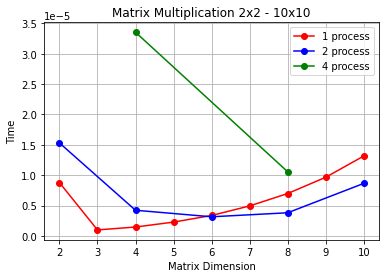 Matrix Multiplication 2x2 - 10x10
1e−5
3.5
3.0
2.5
2.0
1.5
1.0
0.5
0.0
Time
1 process
2 process
4 process
2 3 4 5 6 7 8 9 10
Matrix Dimension